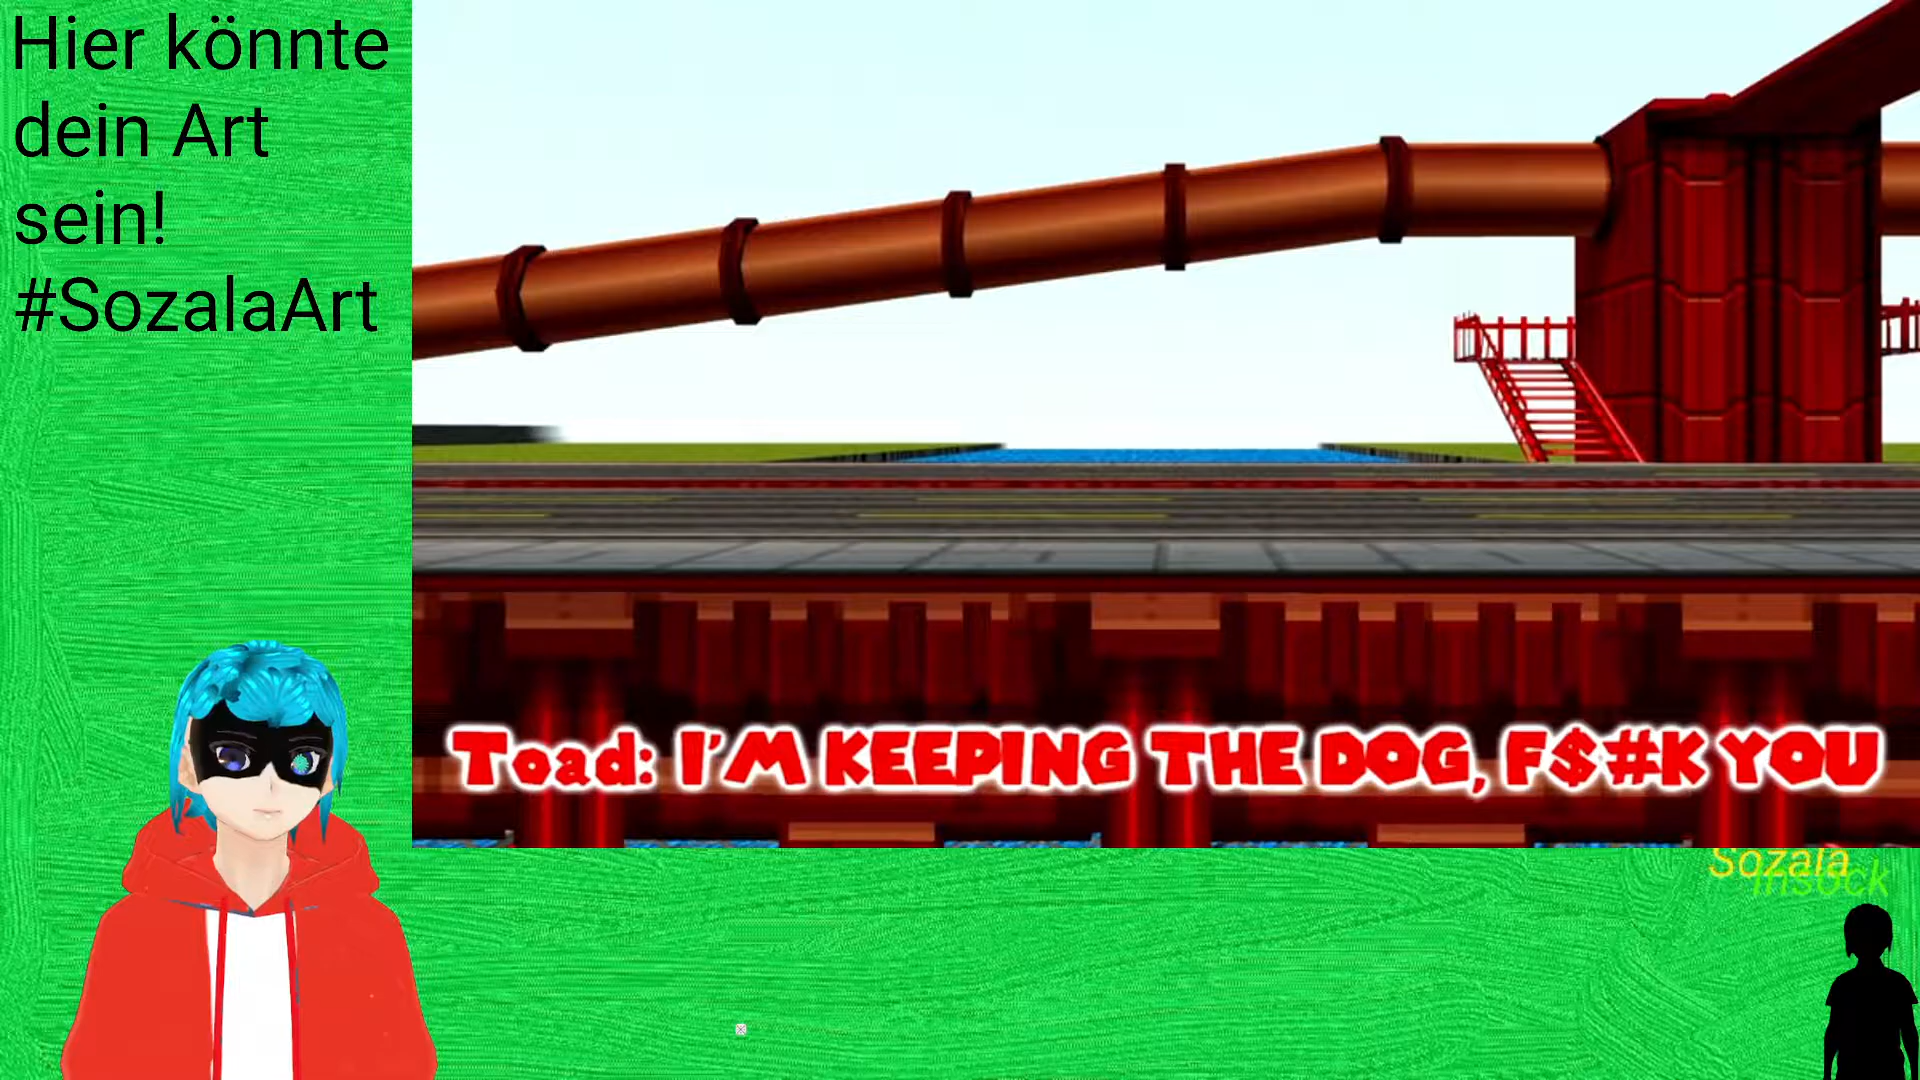 Hier könnte
dein Art
sein!
#SozalaArt
Toad: I'M KEEPING THE DOG, F$#K YOU
Sozala